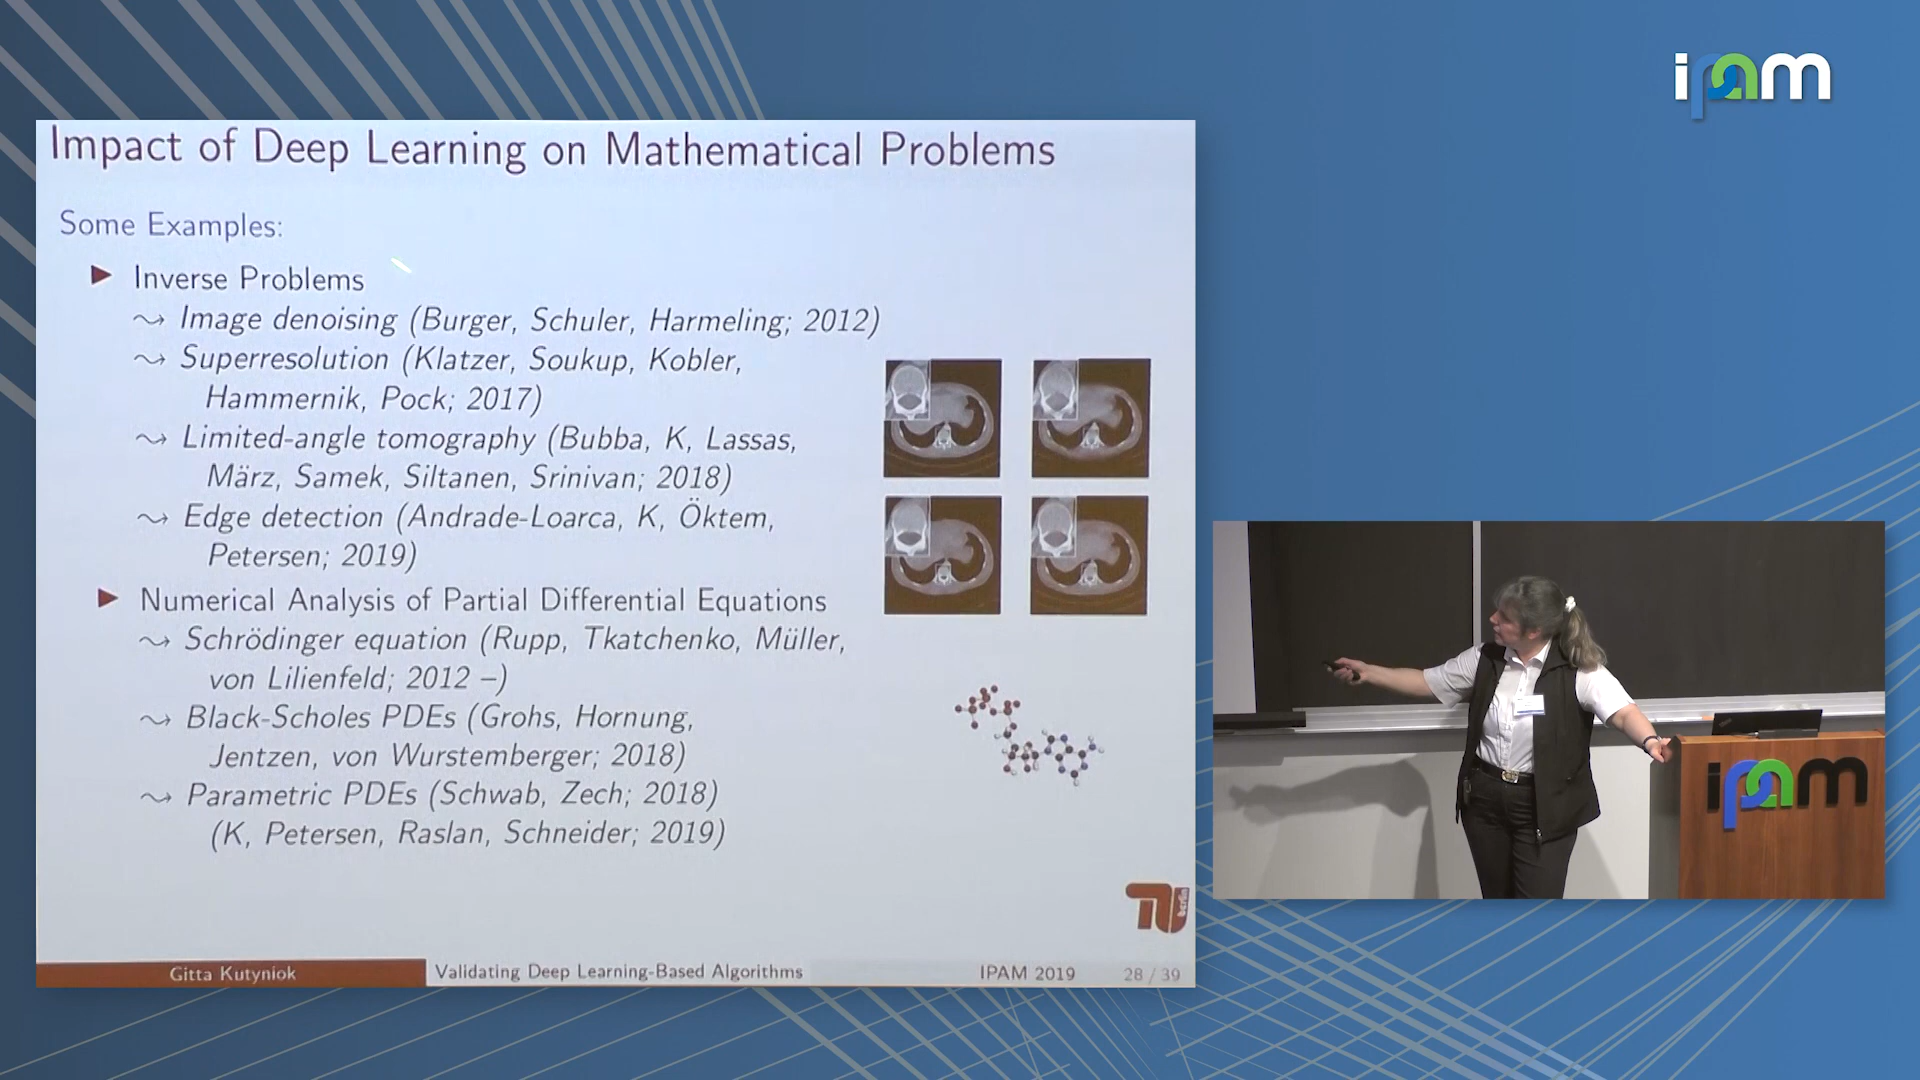 ipam
Impact of Deep Learning on Mathematical Problems
Some Examples:
Inverse Problems
Image denoising (Burger, Schuler, Harmeling; 2012)
Superresolution (Klatzer, Soukup, Kobler,
Hammernik, Pock; 2017)
Limited-angle tomography (Bubba, K, Lassas,
März, Samek, Siltanen, Srinivan; 2018)
Edge detection (Andrade-Loarca, K, Öktem,
Petersen; 2019)
Numerical Analysis of Partial Differential Equations
Schrödinger equation (Rupp, Tkatchenko, Müller,
von Lilienfeld; 2012 –)
Black-Scholes PDEs (Grohs, Hornung,
Jentzen, von Wurstemberger; 2018)
Parametric PDEs (Schwab, Zech; 2018)
(K, Petersen, Raslan, Schneider; 2019)
berlin
Gitta Kutyniok Validating Deep Learning-Based Algorithms IPAM 2019 28 / 39
ipam